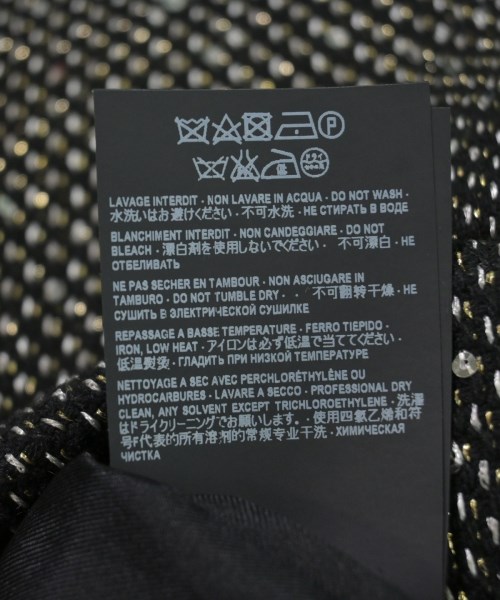 P
ドライ
LAVAGE INTERDIT - NON LAVARE IN ACQUA - DO NOT WASH -
水洗いはお避けください - 不可水洗 - НЕ СТИРАТЬ В ВОДЕ
BLANCHIMENT INTERDIT - NON CANDEGGIARE - DO NOT
BLEACH - 漂白剤を使用しないでください - 不可漂白 - НЕ
ОТБЕЛИВАТЬ
NE PAS SECHER EN TAMBOUR - NON ASCIUGARE IN
TAMBURO - DO NOT TUMBLE DRY - - 不可翻转干燥 - НЕ
СУШИТЬ В ЭЛЕКТРИЧЕСКОЙ СУШИЛКЕ
REPASSAGE A BASSE TEMPERATURE - FERRO TIEPIDO -
IRON, LOW HEAT - アイロンは必ず低温で当ててください -
低温熨烫 - ГЛАДИТЬ ПРИ НИЗКОЙ ТЕМПЕРАТУРЕ
NETTOYAGE A SEC AVEC PERCHLORÉTHYLÈNE OU
HYDROCARBURES - LAVARE A SECCO - PROFESSIONAL DRY
CLEAN, ANY SOLVENT EXCEPT TRICHLOROETHYLENE - 洗濯
はドライクリーニングでお願いします。- 使用四氯乙烯和符
号F代表的所有溶剂的常规专业干洗 - ХИМИЧЕСКАЯ
ЧИСТКА